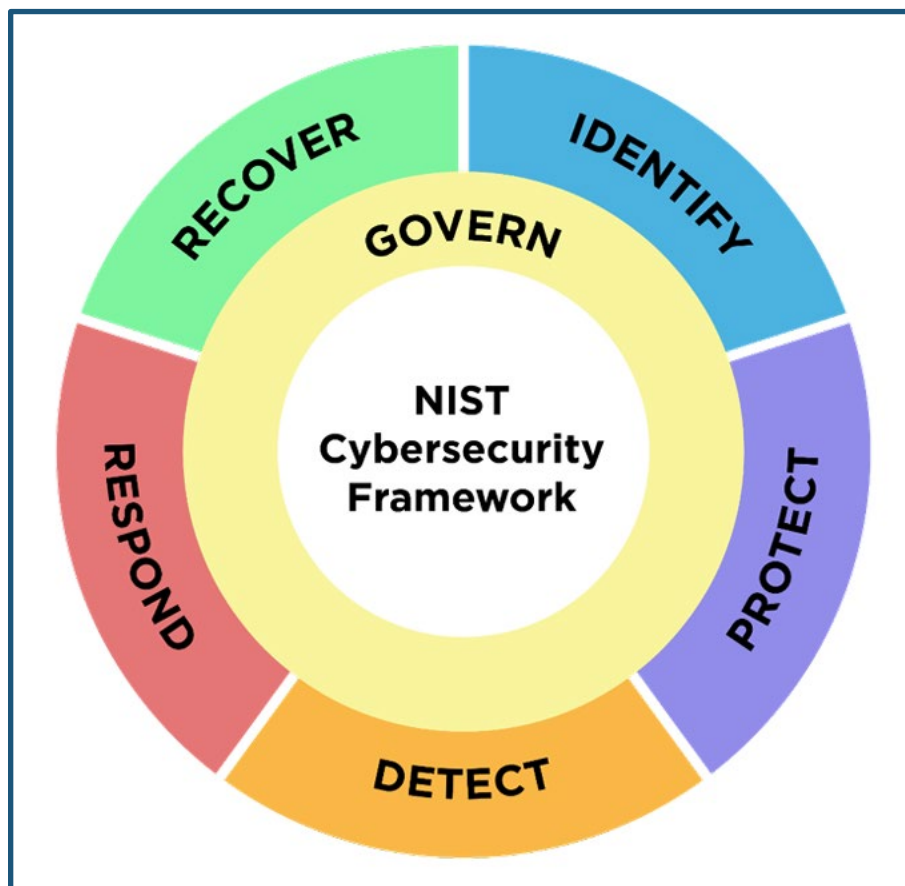 RECOVER
IDENTIFY
GOVERN
NIST
Cybersecurity
Framework
RESPOND
PROTECT
DETECT